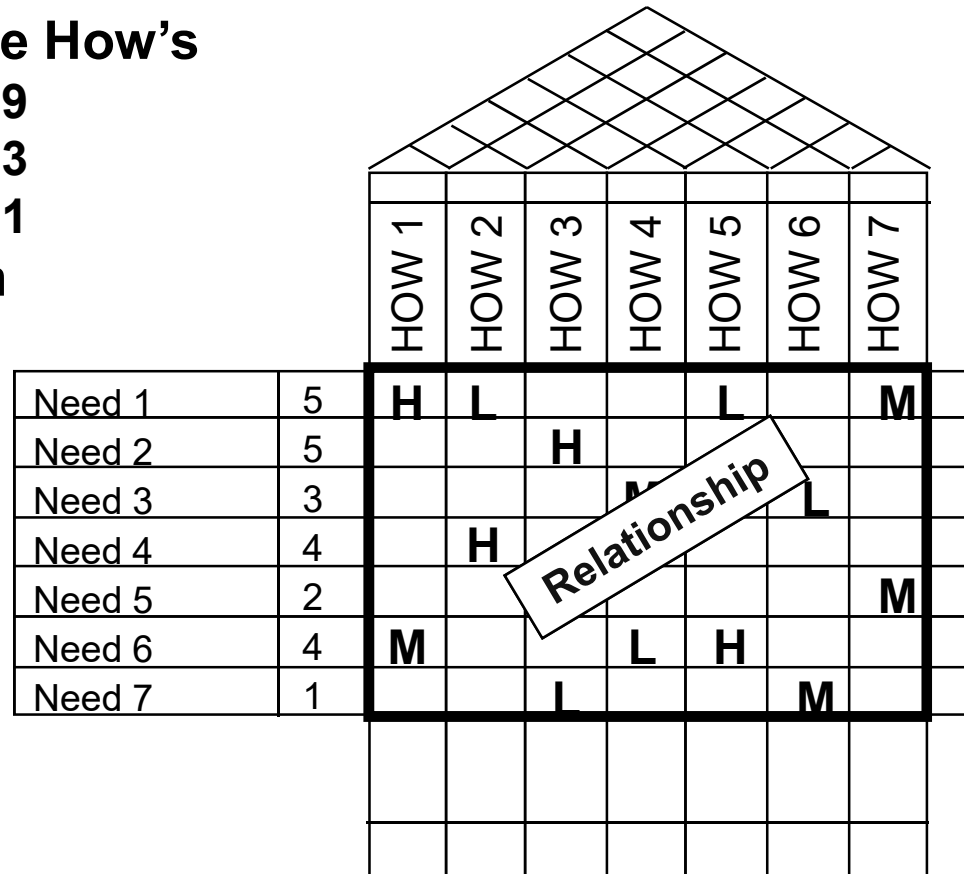 e How's
9
3
1
HOW 1 HOW 2 HOW 3 HOW 4 HOW 5 HOW 6 HOW 7
Need 1 5 H L L M
Need 2 5 H
Need 3 3 L
Need 4 4 H
Need 5 2 M
Need 6 4 M L H
Need 7 1 L M
Relationship